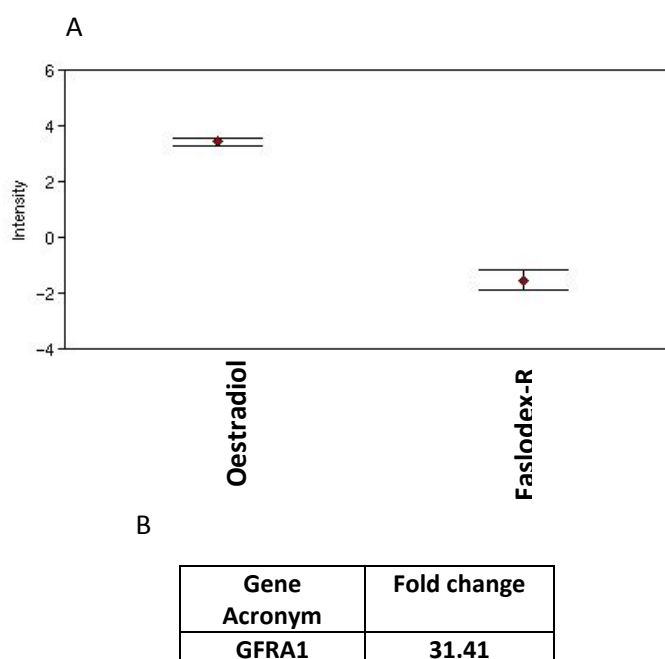 A
6
4
2
0
−2
−4
Intensity
Oestradiol
Faslodex-R
B
Gene Fold change
Acronym
GFRA1 31.41